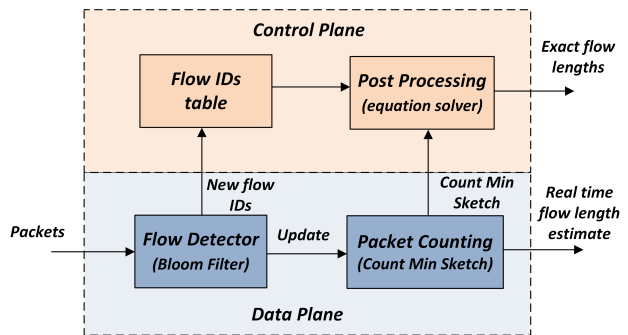 Control Plane
Exact flow
lengths
Flow IDs
table
Post Processing
(equation solver)
New flow
IDs
Count Min
Sketch
Real time
flow length
estimate
Packets
Flow Detector
(Bloom Filter)
Update
Packet Counting
(Count Min Sketch)
Data Plane